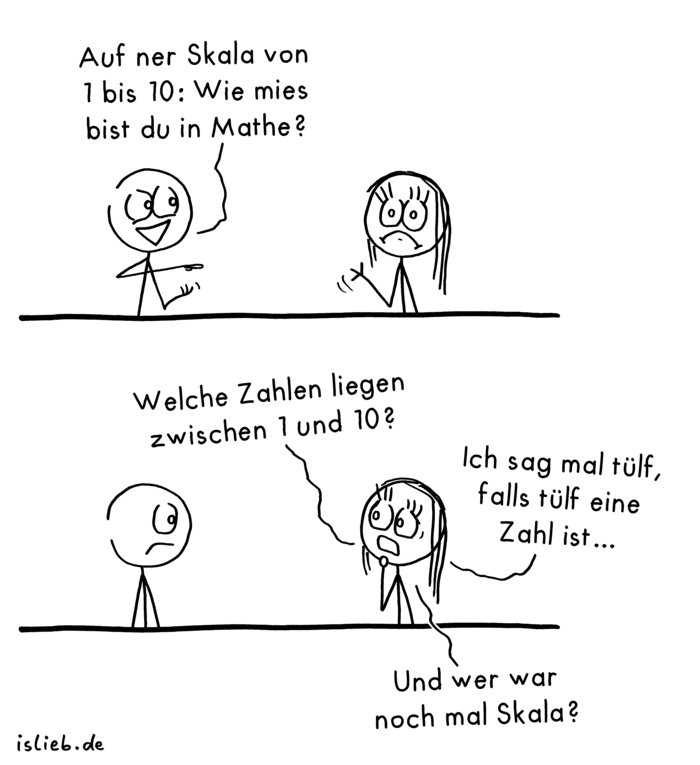 Auf ner Skala von
1 bis 10: Wie mies
bist du in Mathe?
Welche Zahlen liegen
zwischen 1 und 10?
Ich sag mal tülf,
falls tülf eine
Zahl ist...
Und wer war
noch mal Skala?
islieb.de